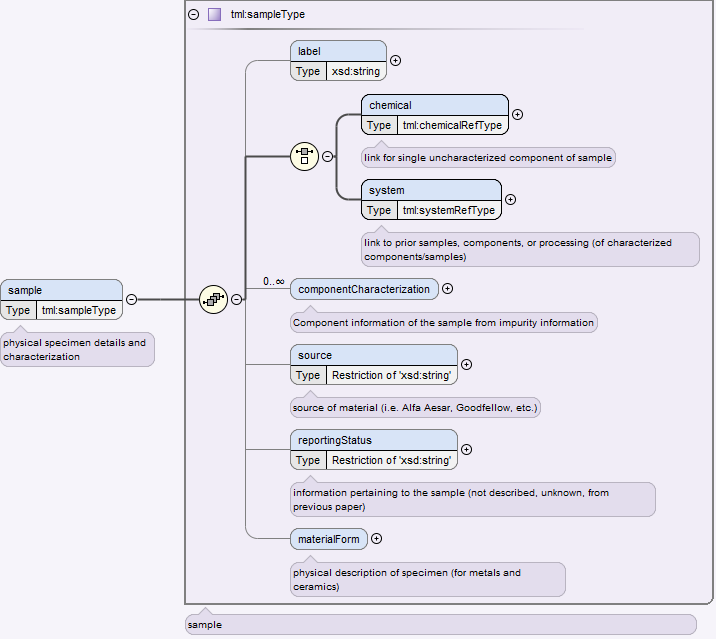 tml:sampleType
label
Type xsd:string
chemical
Type tml:chemicalRefType
link for single uncharacterized component of sample
system
Type tml:systemRefType
link to prior samples, components, or processing (of characterized
components/samples)
sample
Type tml:sampleType
physical specimen details and
characterization
0..∞
componentCharacterization
Component information of the sample from impurity information
source
Type Restriction of 'xsd:string'
source of material (i.e. Alfa Aesar, Goodfellow, etc.)
reportingStatus
Type Restriction of 'xsd:string'
information pertaining to the sample (not described, unknown, from
previous paper)
materialForm
physical description of specimen (for metals and
ceramics)
sample